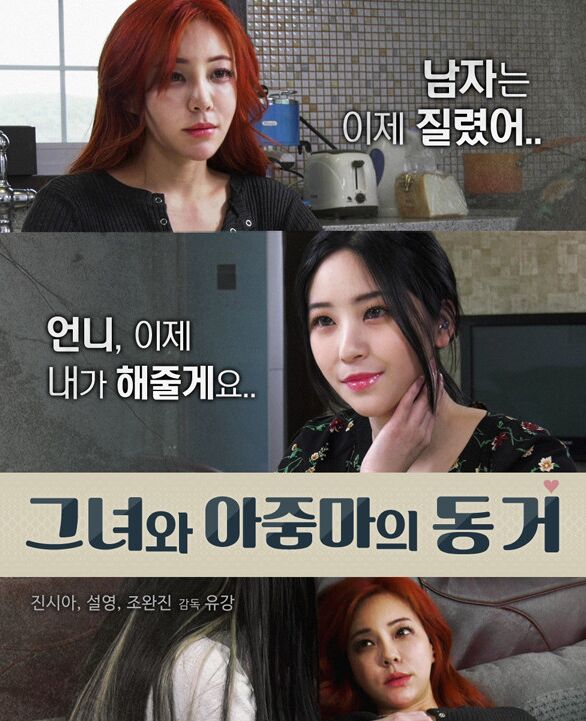 남자는
이제 질렸어..
언니, 이제
내가 해줄게요..
그녀와 아줌마의 동거
진시아, 설영, 조완진 감독 유강